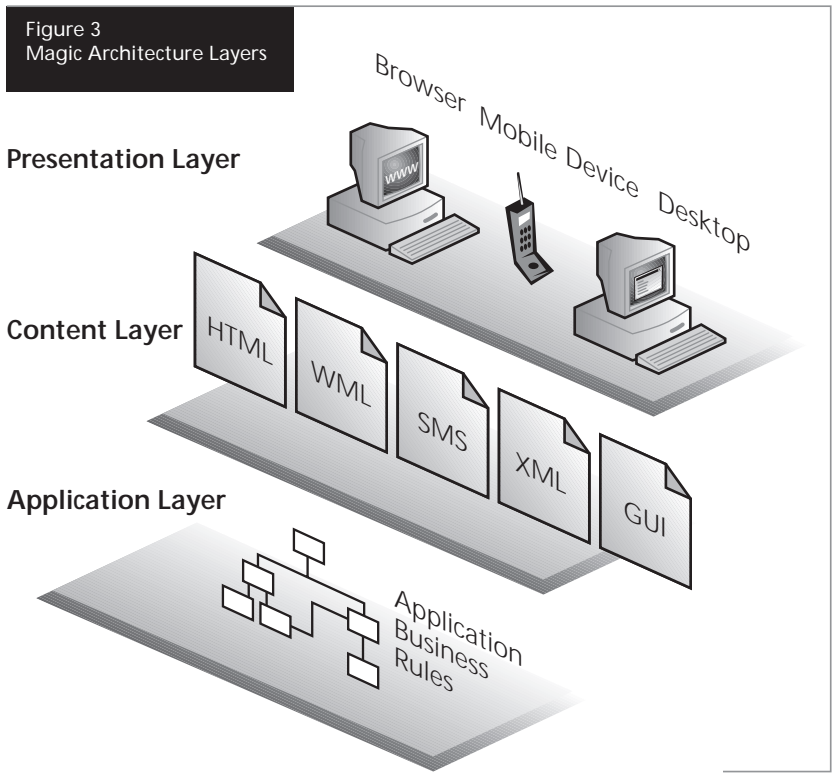 Figure 3
Magic Architecture Layers
Browser Mobile Device Desktop
Presentation Layer
www
Content Layer
HTML
WML
SMS
XML
GUI
Application Layer
Application
Business
Rules